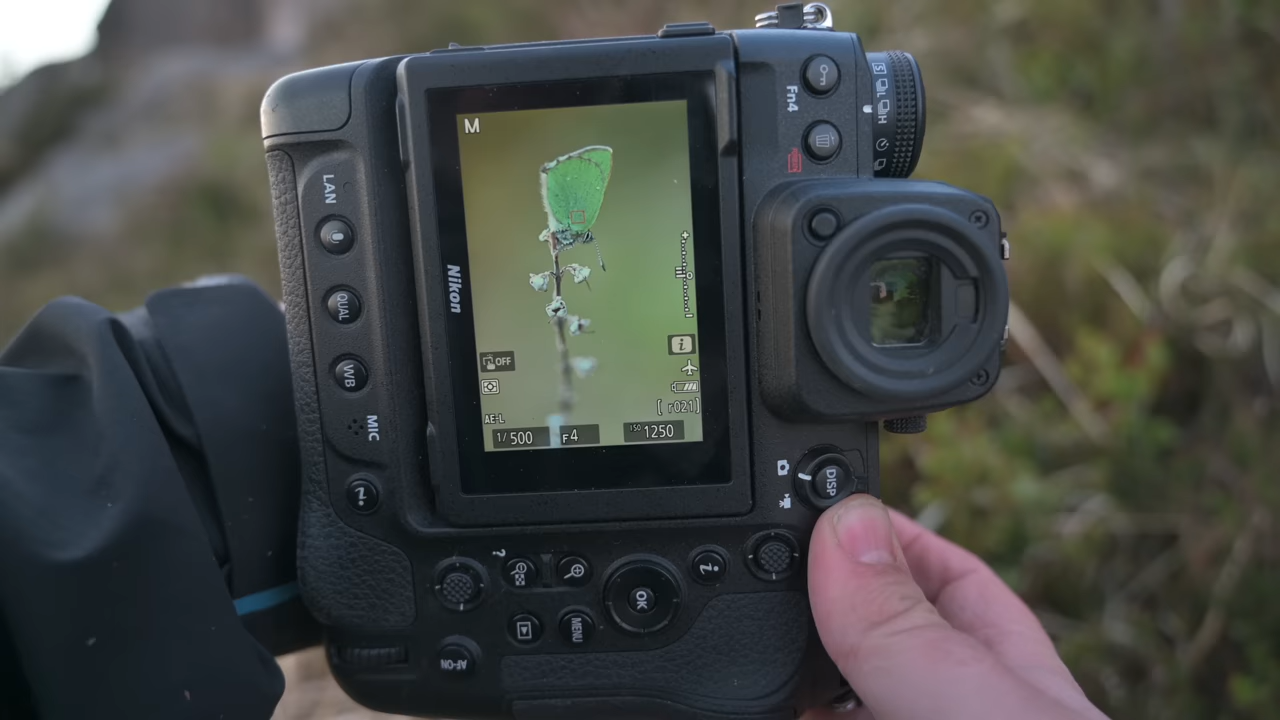 M
OFF
AE-L
1/500
F4
ISO 1250
[r021]
i
Nikon
LAN
QUAL
WB
MIC
Fn4
S
L
H
DISP
?
i
OK
MENU
AF-ON